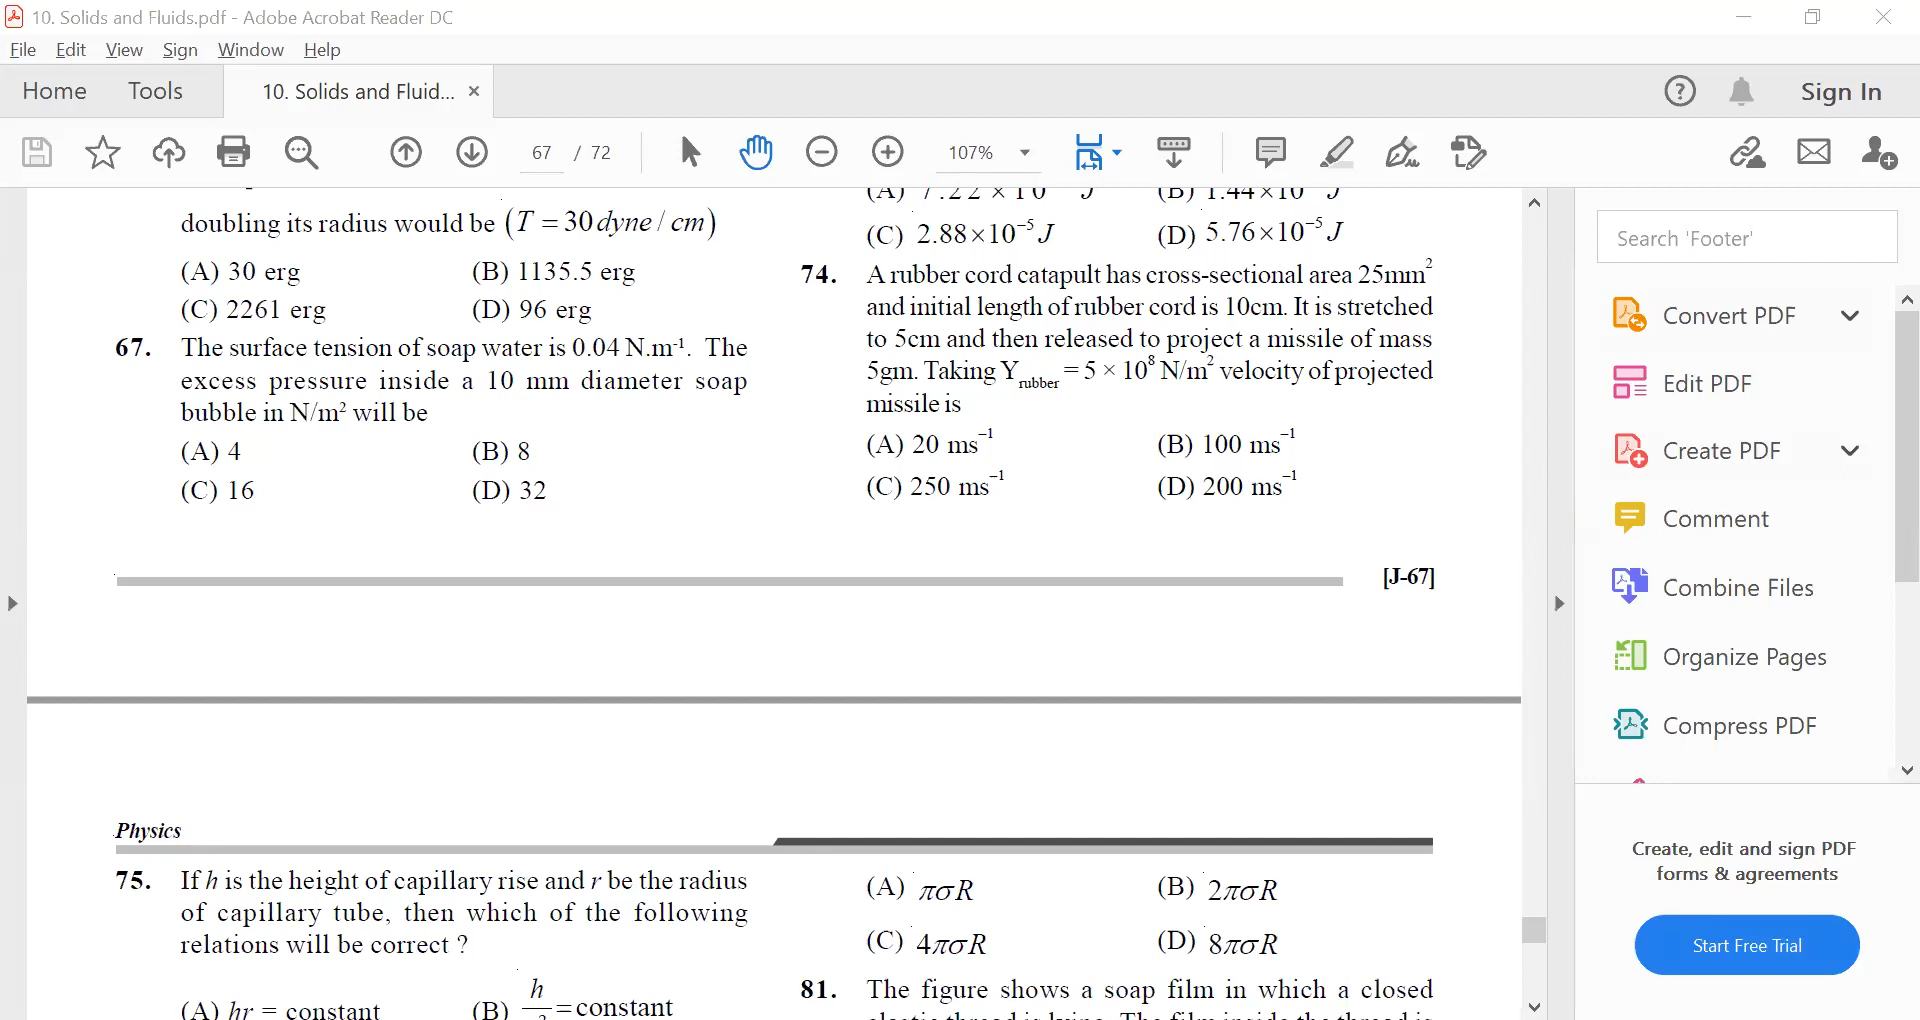 10. Solids and Fluids.pdf - Adobe Acrobat Reader DC
File Edit View Sign Window Help
Home Tools 10. Solids and Fluid... × Sign In
67 / 72 107%
doubling its radius would be (T = 30 dyne / cm)
(A) 30 erg (B) 1135.5 erg
(C) 2261 erg (D) 96 erg
67. The surface tension of soap water is 0.04 N.m⁻¹. The
excess pressure inside a 10 mm diameter soap
bubble in N/m² will be
(A) 4 (B) 8
(C) 16 (D) 32
(C) 2.88×10⁻⁵ J (D) 5.76×10⁻⁵ J
74. A rubber cord catapult has cross-sectional area 25mm²
and initial length of rubber cord is 10cm. It is stretched
to 5cm and then released to project a missile of mass
5gm. Taking Y_rubber = 5 × 10⁸ N/m² velocity of projected
missile is
(A) 20 ms⁻¹ (B) 100 ms⁻¹
(C) 250 ms⁻¹ (D) 200 ms⁻¹
[J-67]
Physics
75. If h is the height of capillary rise and r be the radius
of capillary tube, then which of the following
relations will be correct ?
(A) hr = constant (B) h = constant
(A) πσR (B) 2πσR
(C) 4πσR (D) 8πσR
81. The figure shows a soap film in which a closed
Search 'Footer'
Convert PDF
Edit PDF
Create PDF
Comment
Combine Files
Organize Pages
Compress PDF
Create, edit and sign PDF
forms & agreements
Start Free Trial